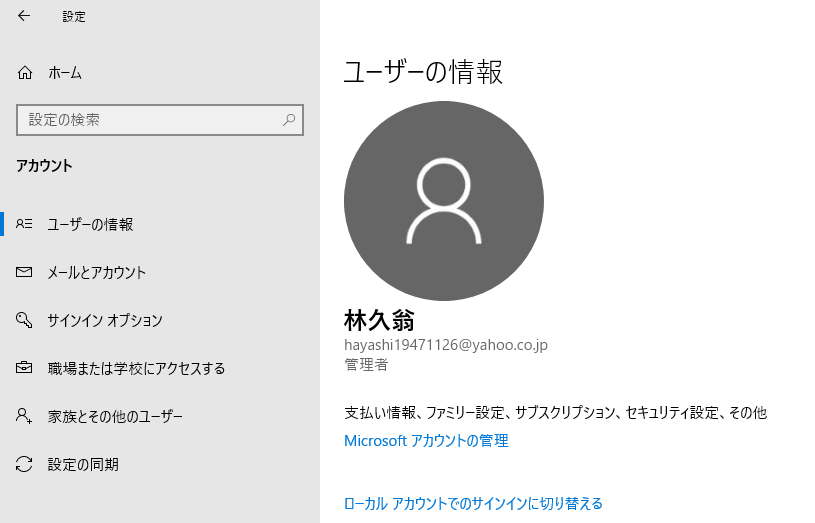 設定
ホーム
設定の検索
アカウント
ユーザーの情報
メールとアカウント
サインイン オプション
職場または学校にアクセスする
家族とその他のユーザー
設定の同期
ユーザーの情報
林久翁
hayashi19471126@yahoo.co.jp
管理者
支払い情報、ファミリー設定、サブスクリプション、セキュリティ設定、その他
Microsoft アカウントの管理
ローカル アカウントでのサインインに切り替える